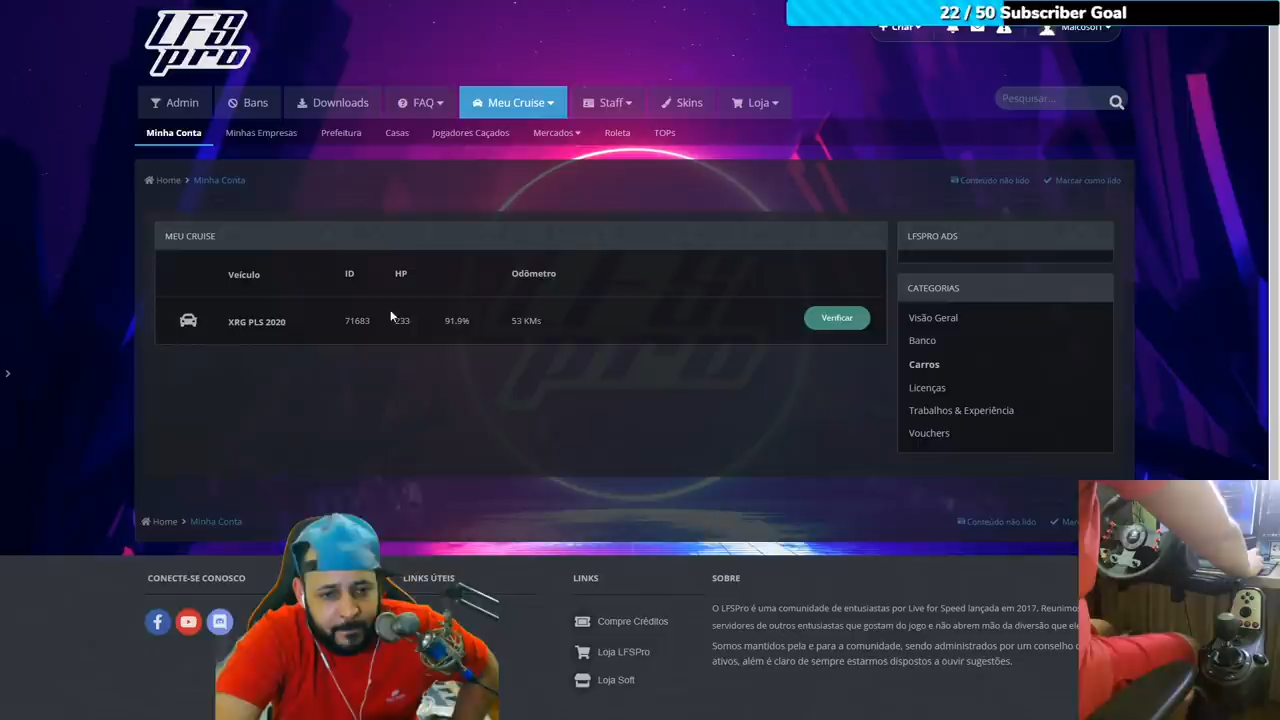 22 / 50 Subscriber Goal
LFS pro
Criar
Malcosoft
Admin
Bans
Downloads
FAQ
Meu Cruise
Staff
Skins
Loja
Pesquisar...
Minha Conta
Minhas Empresas
Prefeitura
Casas
Jogadores Caçados
Mercados
Roleta
TOPs
Home
Minha Conta
Conteúdo não lido
Marcar como lido
MEU CRUISE
Veículo
ID
HP
Odômetro
XRG PLS 2020
71683
233
91,9%
53 KMs
Verificar
LFSPRO ADS
CATEGORIAS
Visão Geral
Banco
Carros
Licenças
Trabalhos & Experiência
Vouchers
Home
Minha Conta
Conteúdo não lido
CONECTE-SE CONOSCO
LINKS ÚTEIS
LINKS
Compre Créditos
Loja LFSPro
Loja Soft
SOBRE
O LFSPro é uma comunidade de entusiastas por Live for Speed lançada em 2017. Reunimos
servidores de outros entusiastas que gostam do jogo e não abrem mão da diversão que
Somos mantidos pela e para a comunidade, sendo administrados por um conselho
ativos, além é claro de sempre estarmos dispostos a ouvir sugestões.